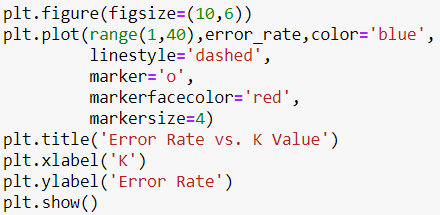 plt.figure(figsize=(10,6))
plt.plot(range(1,40),error_rate,color='blue',
         linestyle='dashed',
         marker='o',
         markerfacecolor='red',
         markersize=4)
plt.title('Error Rate vs. K Value')
plt.xlabel('K')
plt.ylabel('Error Rate')
plt.show()